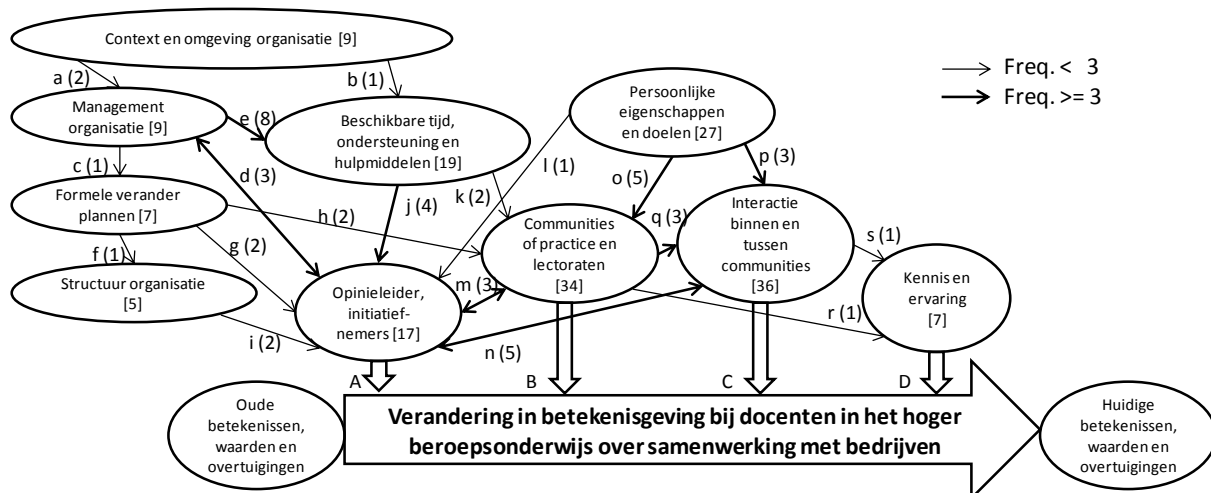 Context en omgeving organisatie [9]
Freq. < 3
Freq. >= 3
a (2)
b (1)
Management
organisatie [9]
e (8)
Beschikbare tijd,
ondersteuning en
hulpmiddelen [19]
Persoonlijke
eigenschappen
en doelen [27]
c (1)
d (3)
l (1)
p (3)
o (5)
Formele verander
plannen [7]
h (2)
j (4)
k (2)
Communities
of practice en
lectoraten
[34]
q (3)
Interactie
binnen en
tussen
communities
[36]
s (1)
f (1)
g (2)
Structuur organisatie
[5]
Opinieleider,
initiatief-
nemers [17]
m (3)
Kennis en
ervaring
[7]
i (2)
n (5)
r (1)
A
B
C
D
Oude
betekenissen,
waarden en
overtuigingen
Verandering in betekenisgeving bij docenten in het hoger
beroepsonderwijs over samenwerking met bedrijven
Huidige
betekenissen,
waarden en
overtuigingen